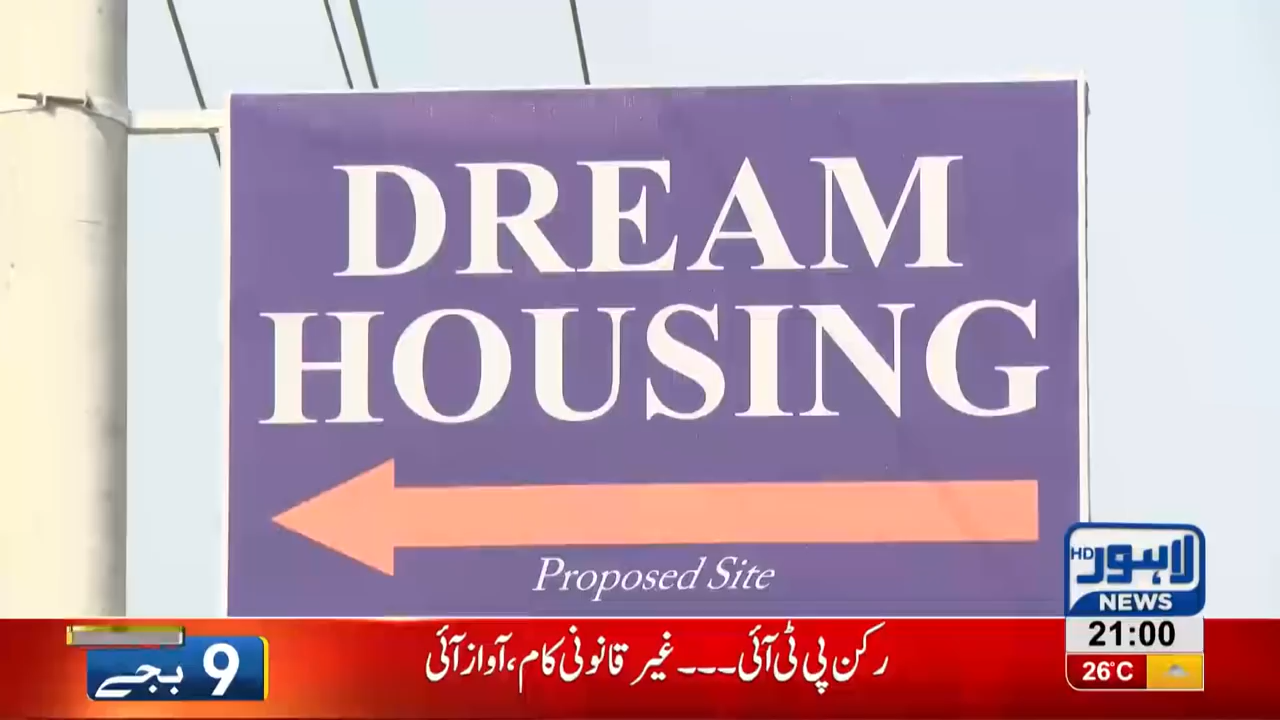 DREAM
HOUSING
Proposed Site
HD
لاہور
NEWS
21:00
26°C
رکن پی ٹی آئی۔۔۔غیر قانونی کام، آواز آئی
9 بجے